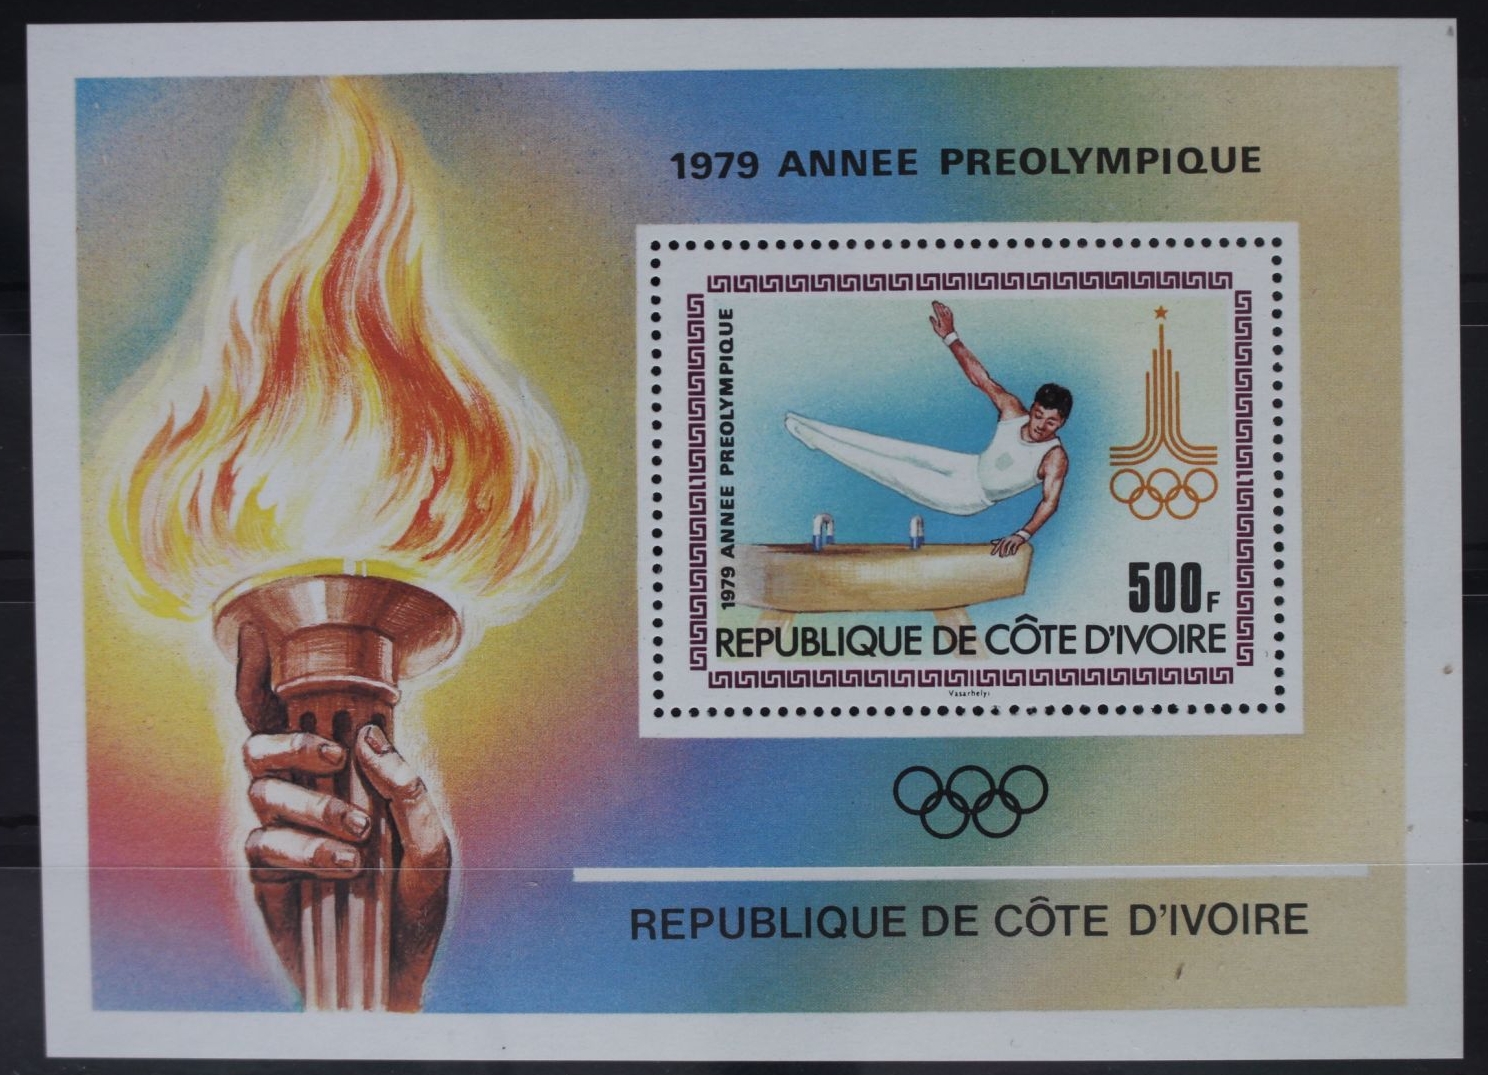 1979 ANNEE PREOLYMPIQUE
1979 ANNEE PREOLYMPIQUE
500F
REPUBLIQUE DE CÔTE D'IVOIRE
Vasarhelyi
REPUBLIQUE DE CÔTE D'IVOIRE